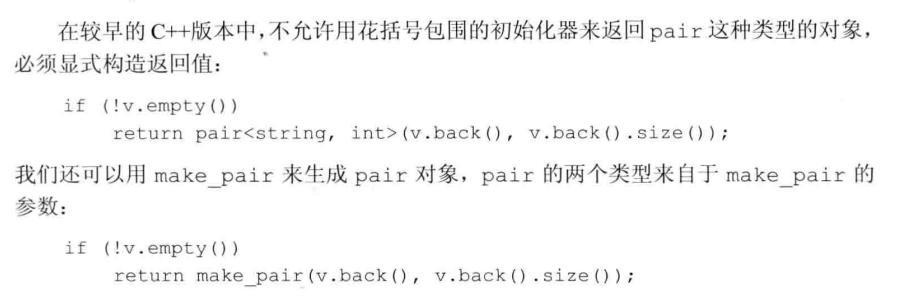 在较早的C++版本中,不允许用花括号包围的初始化器来返回pair这种类型的对象,
必须显式构造返回值:
if (!v.empty())
return pair<string, int>(v.back(), v.back().size());
我们还可以用 make_pair 来生成 pair 对象, pair 的两个类型来自于 make_pair 的
参数:
if (!v.empty())
return make_pair(v.back(), v.back().size());